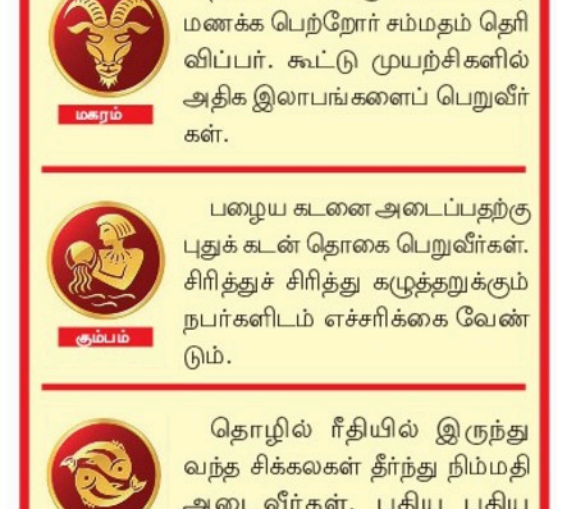 மணக்க பெற்றோர் சம்மதம் தெரி
விப்பர். கூட்டு முயற்சிகளில்
அதிக இலாபங்களைப் பெறுவீர்
கள்.
மகரம்
பழைய கடனை அடைப்பதற்கு
புதுக் கடன் தொகை பெறுவீர்கள்.
சிரித்துச் சிரித்து கழுத்தறுக்கும்
நபர்களிடம் எச்சரிக்கை வேண்
டும்.
கும்பம்
தொழில் ரீதியில் இருந்து
வந்த சிக்கலகள் தீர்ந்து நிம்மதி